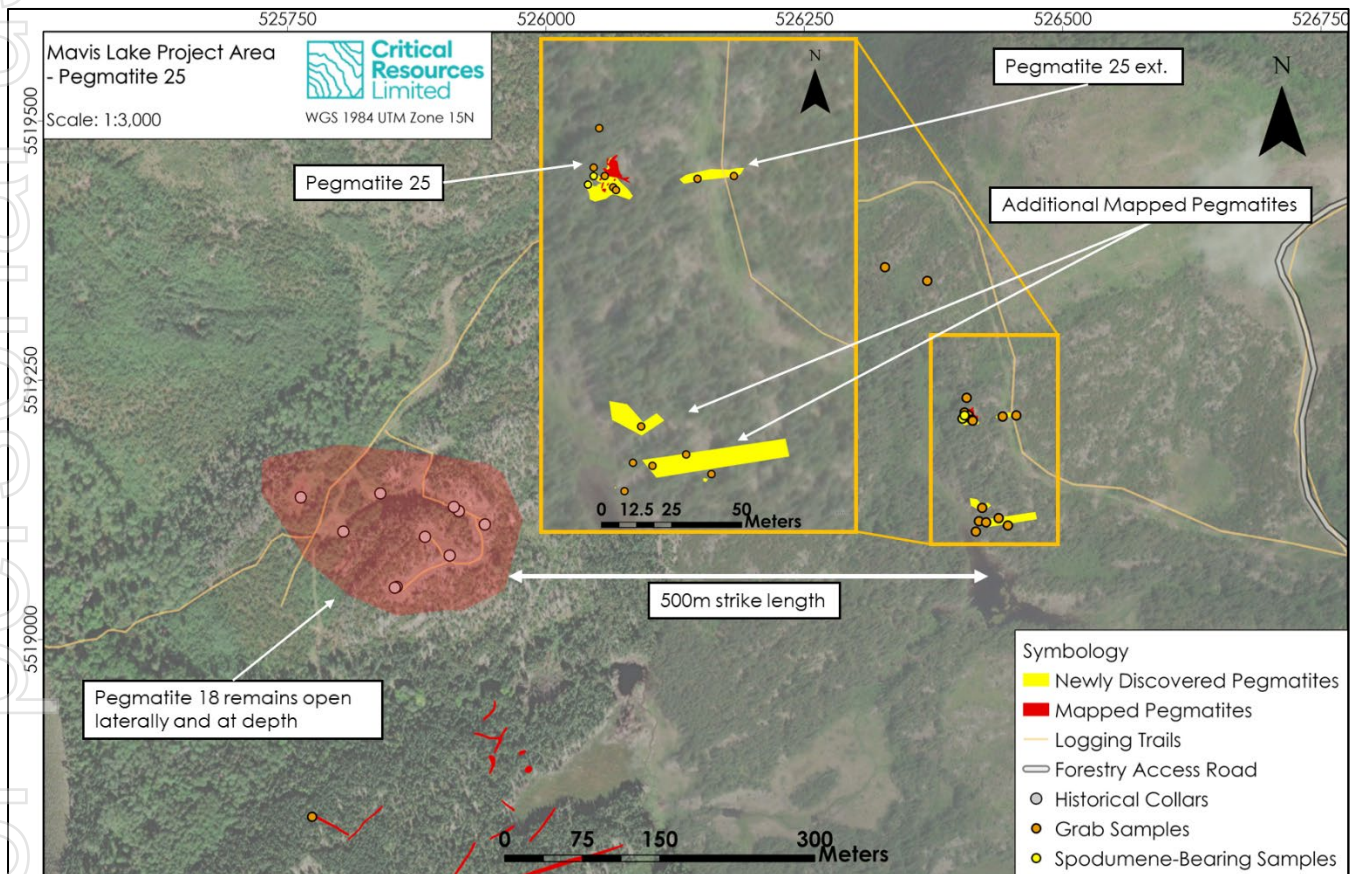 525750
526000
526250
526500
526750
Mavis Lake Project Area
- Pegmatite 25
Scale: 1:3,000
Critical
Resources
Limited
WGS 1984 UTM Zone 15N
5519500
5519250
5519000
N
N
Pegmatite 25 ext.
Pegmatite 25
Additional Mapped Pegmatites
0 12.5 25 50
Meters
500m strike length
Pegmatite 18 remains open
laterally and at depth
0 75 150 300
Meters
Symbology
Newly Discovered Pegmatites
Mapped Pegmatites
Logging Trails
Forestry Access Road
Historical Collars
Grab Samples
Spodumene-Bearing Samples